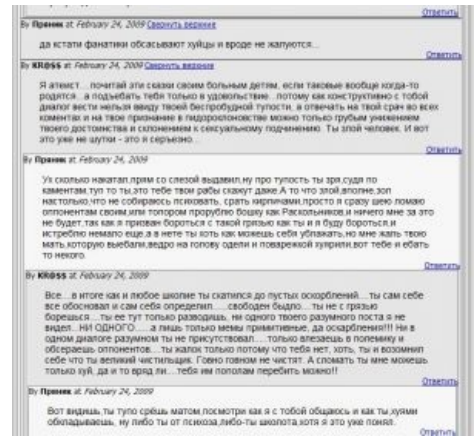 Ответить
By Пряник at February 24, 2009 Свернуть верхние
да кстати фанатики обсасывают хуйцы и вроде не жалуются...
Ответить
By KR0$$ at February 24, 2009 Свернуть верхние
Я атеист... почитай эти сказки своим больным детям, если таковые вообще когда-то
родятся...а подъебать тебя только в удовольствие...потому как конструктивно с тобой
диалог вести нельзя ввиду твоей беспробудной тупости, а отвечать на твой срач во всех
коментах и на твое признание в пидороклоновстве можно только грубым унижением
твоего достоинства и склонением к сексуальному подчинению. Ты злой человек. И вот
это уже не шутки - это я серьезно...
Ответить
By Пряник at February 24, 2009
Ух сколько накатал,прям со слезой выдавил,ну про тупость ты зря,судя по
каментам,туп то ты,это тебе твои рабы скажут даже.А то что злой,вполне,зол
настолько,что не собираюсь психовать, срать кирпичами,просто я сразу шею ломаю
оппонентам своим,или топором прорублю бошку как Раскольников,и ничего мне за это
не будет,так как я призван бороться с такой грязью как ты и я буду бороться,и
истреблю немало еще,а в нете ты хоть как можешь себя ублажать,но мне жаль твою
мать,которую выебали,ведро на голову одели и поварежкой хуярили,вот тебе и ебать
то некого.
Ответить
By KR0$$ at February 24, 2009
Все... в итоге как и любое школие ты скатился до пустых оскорблений....ты сам себе
все обосновал и сам себя определил......свободен быдло...ты не с грязью
борешься....ты ее тут только разводишь, ни одного твоего разумного поста я не
видел...НИ ОДНОГО......а лишь только мемы примитивные, да оскарбления!!! Ни в
одном диалоге разумном ты не присутствовал......только влезаешь в полемику и
обсераешь оппонентов....ты жалок только потому что тебя нет, хоть, ты и возомнил
себе что ты великий чистильщик. Говно говном не чистят. А сломать ты мне можешь
только хуй, да и то вряд ли....тебя им пополам перебить можно!!
Ответить
By Пряник at February 24, 2009
Вот видишь,ты тупо срёшь матом,посмотри как я с тобой общаюсь и как ты,хуями
обкладываешь, ну либо ты от психоза,либо-ты школота,хотя я это уже понял.
Ответить